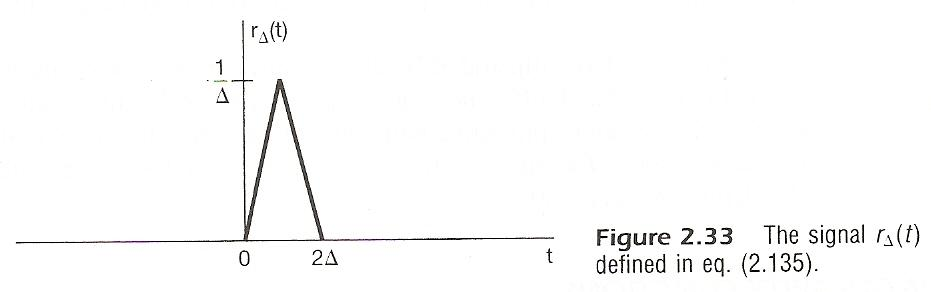 r_Δ(t)
1
Δ
0
2Δ
t
Figure 2.33 The signal r_Δ(t)
defined in eq. (2.135).